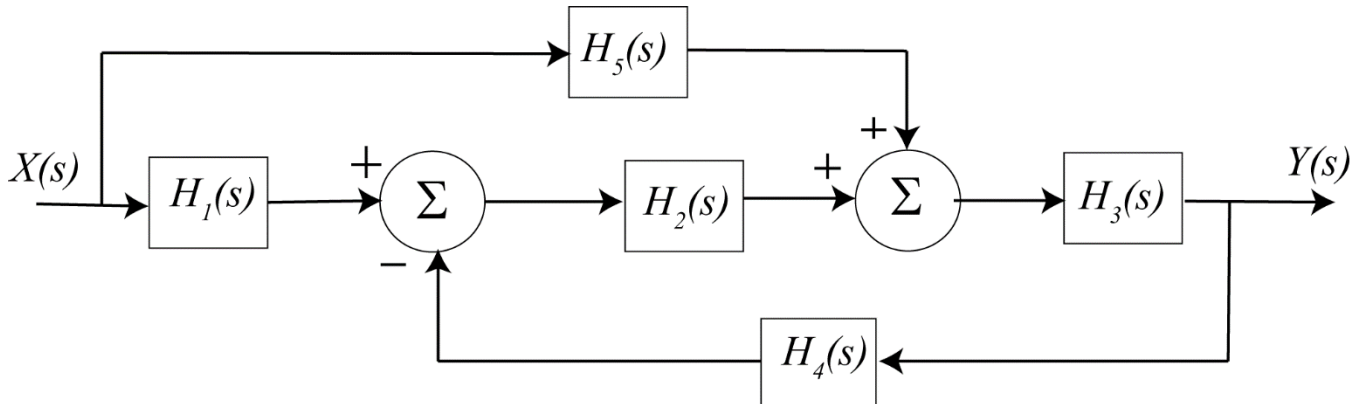 H₅(s)
+
X(s) H₁(s) + Σ H₂(s) + Σ H₃(s) Y(s)
−
H₄(s)